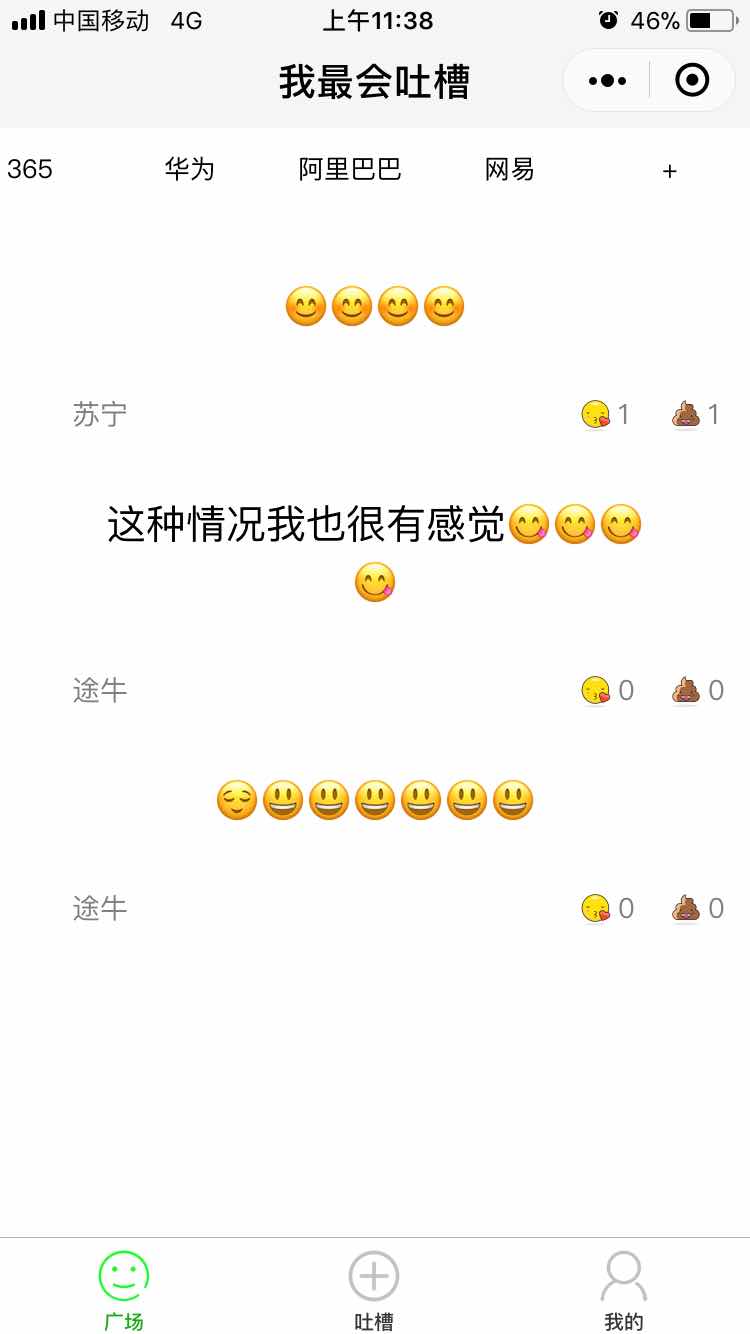 中国移动 4G 上午11:38 46%
我最会吐槽
365 华为 阿里巴巴 网易 +
😊😊😊😊
苏宁 1 1
这种情况我也很有感觉😋😋😋
😋
途牛 0 0
😌😃😃😃😃😃😃
途牛 0 0
广场 吐槽 我的